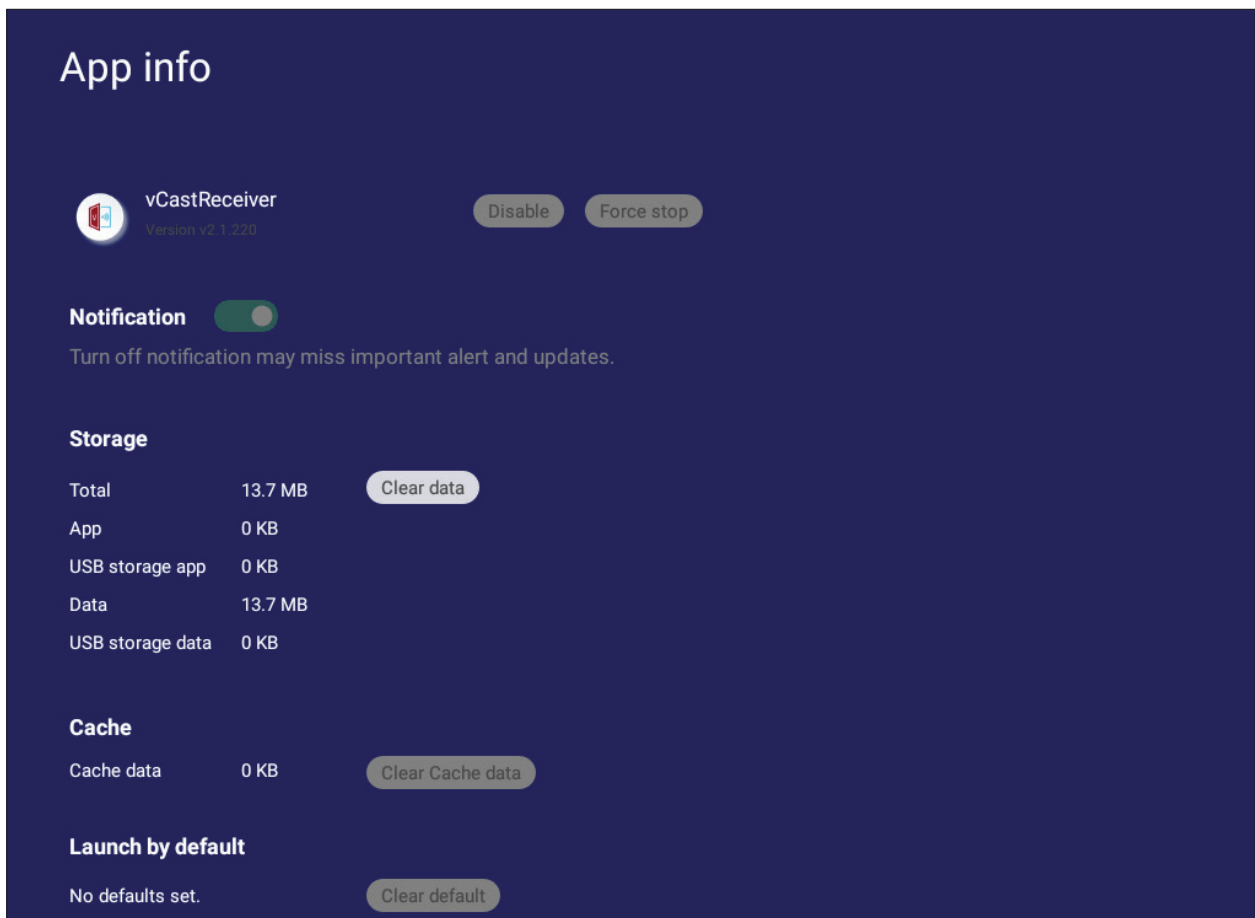 App info
vCastReceiver
Version v2.1.220
Disable
Force stop
Notification
Turn off notification may miss important alert and updates.
Storage
Total 13.7 MB Clear data
App 0 KB
USB storage app 0 KB
Data 13.7 MB
USB storage data 0 KB
Cache
Cache data 0 KB Clear Cache data
Launch by default
No defaults set. Clear default